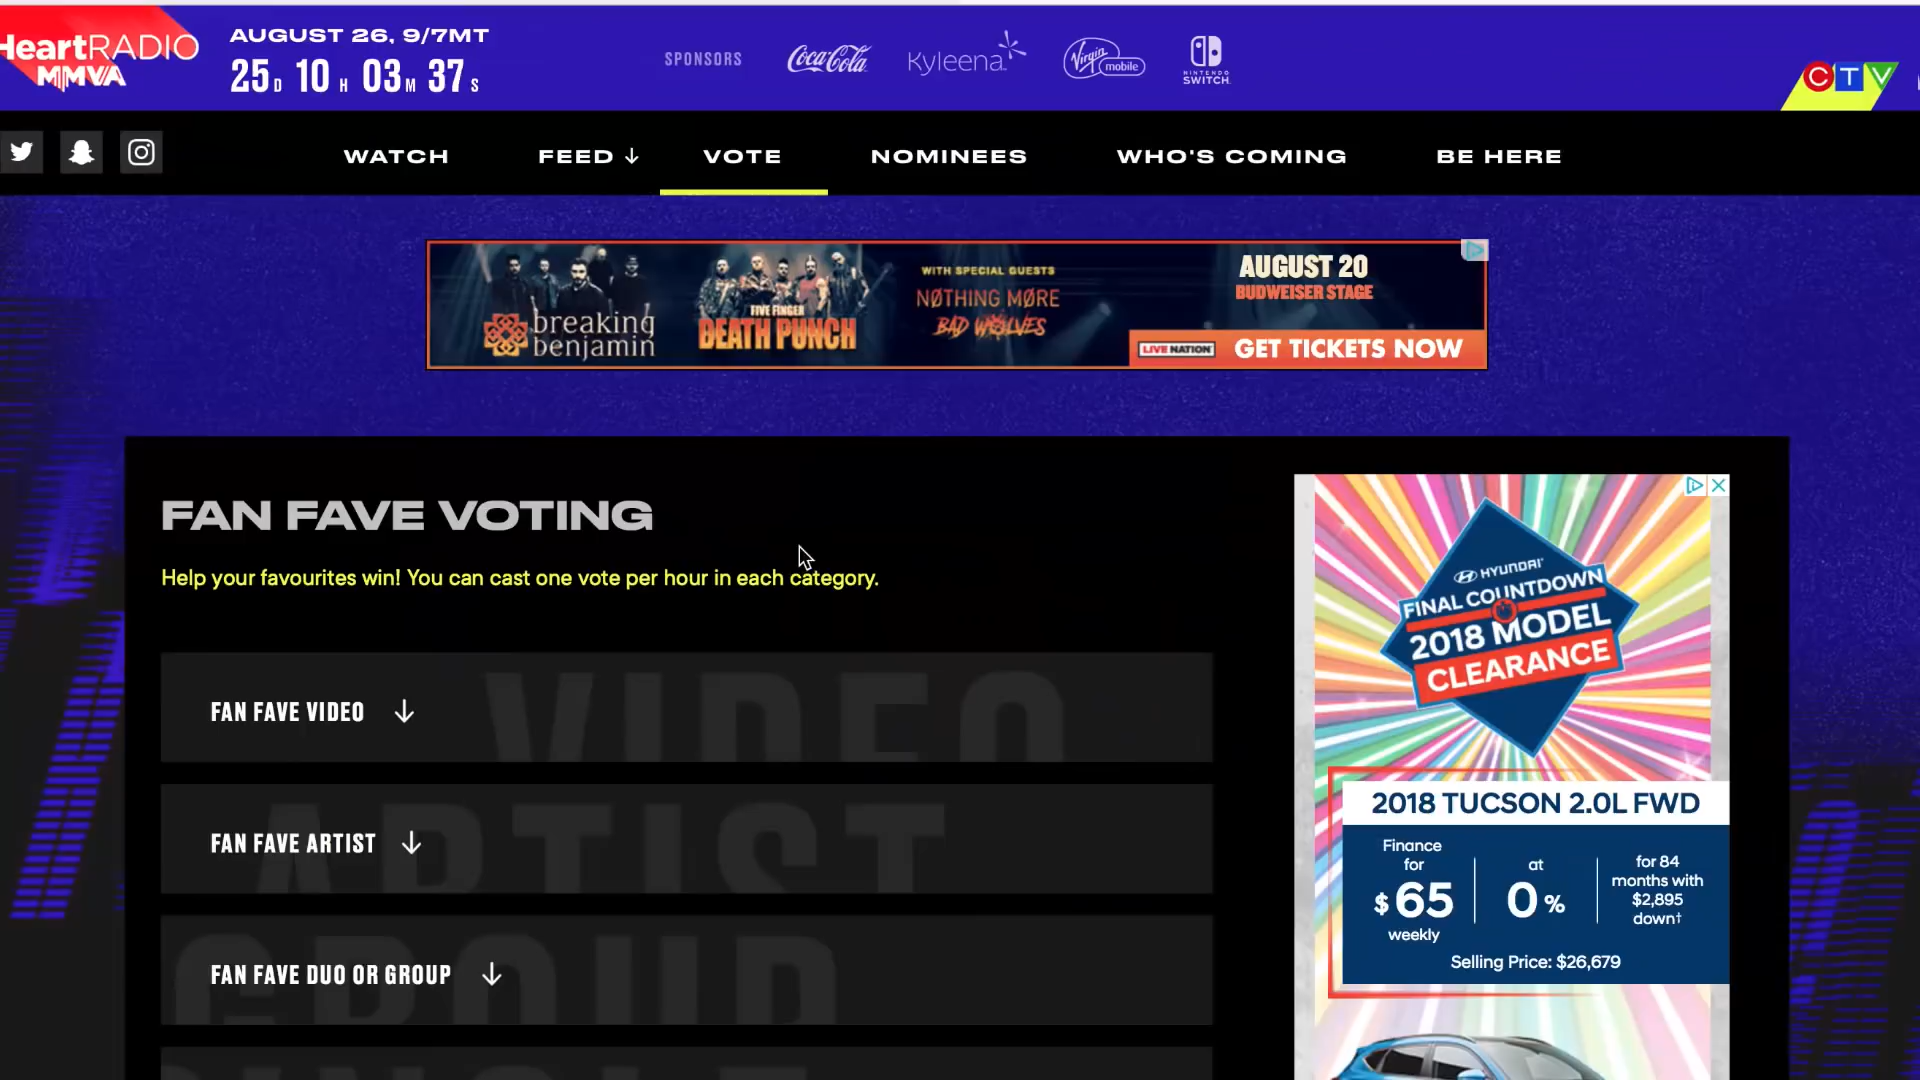 HeartRADIO
MMVA
AUGUST 26, 9/7MT
25D 10H 03M 37S
SPONSORS
Coca-Cola
Kyleena
Virgin mobile
NINTENDO SWITCH
CTV
WATCH
FEED ↓
VOTE
NOMINEES
WHO'S COMING
BE HERE
breaking benjamin
FIVE FINGER
DEATH PUNCH
WITH SPECIAL GUESTS
NØTHING MØRE
BAD WOLVES
AUGUST 20
BUDWEISER STAGE
LIVE NATION
GET TICKETS NOW
FAN FAVE VOTING
Help your favourites win! You can cast one vote per hour in each category.
VIDEO
FAN FAVE VIDEO ↓
ARTIST
FAN FAVE ARTIST ↓
GROUP
FAN FAVE DUO OR GROUP ↓
SINGLE
HYUNDAI
FINAL COUNTDOWN
2018 MODEL
CLEARANCE
2018 TUCSON 2.0L FWD
Finance
for
$65
weekly
at
0%
for 84
months with
$2,895
down†
Selling Price: $26,679